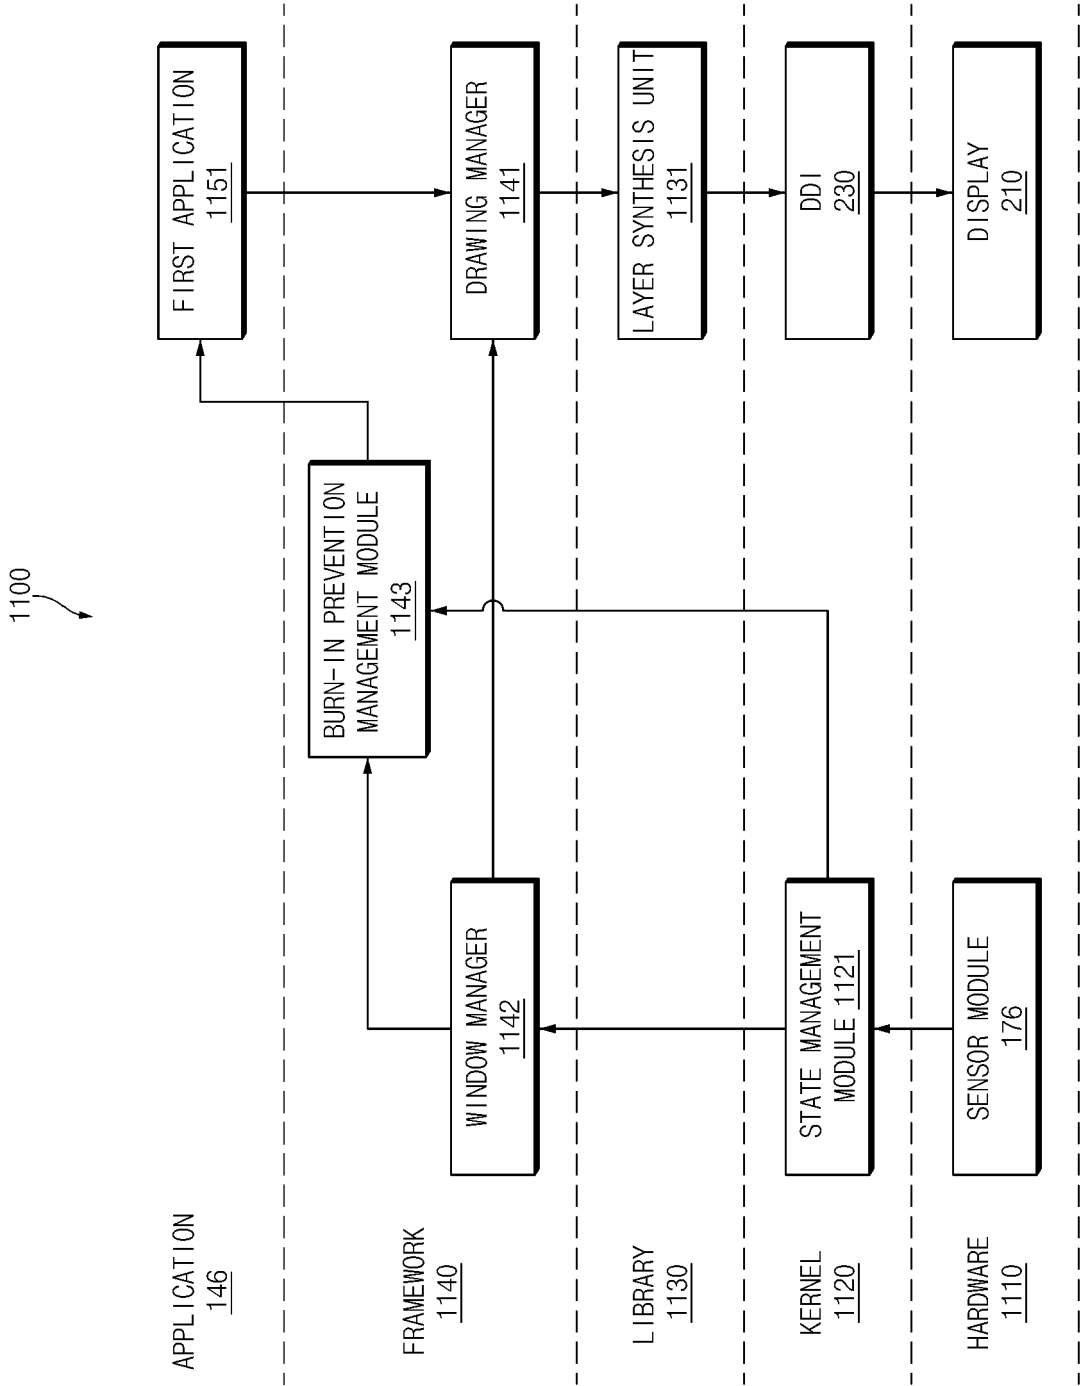 1100
APPLICATION
146
FIRST APPLICATION
1151
FRAMEWORK
1140
BURN-IN PREVENTION
MANAGEMENT MODULE
1143
WINDOW MANAGER
1142
DRAWING MANAGER
1141
LIBRARY
1130
LAYER SYNTHESIS UNIT
1131
KERNEL
1120
STATE MANAGEMENT
MODULE 1121
DDI
230
HARDWARE
1110
SENSOR MODULE
176
DISPLAY
210